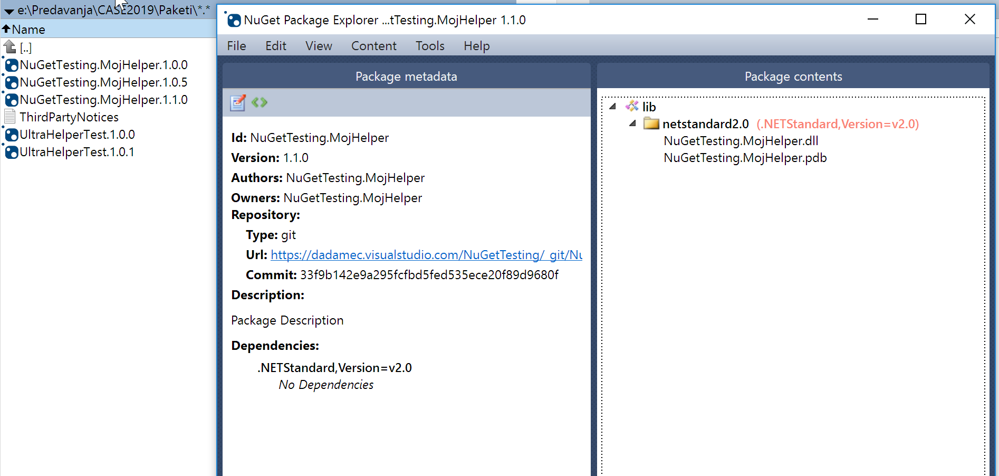 e:\Predavanja\CASE2019\Paketi\*.*
Name
[..]
NuGetTesting.MojHelper.1.0.0
NuGetTesting.MojHelper.1.0.5
NuGetTesting.MojHelper.1.1.0
ThirdPartyNotices
UltraHelperTest.1.0.0
UltraHelperTest.1.0.1
NuGet Package Explorer ...tTesting.MojHelper 1.1.0
File Edit View Content Tools Help
Package metadata
Id: NuGetTesting.MojHelper
Version: 1.1.0
Authors: NuGetTesting.MojHelper
Owners: NuGetTesting.MojHelper
Repository:
Type: git
Url: https://dadamec.visualstudio.com/NuGetTesting/_git/Nu
Commit: 33f9b142e9a295fcfbd5fed535ece20f89d9680f
Description:
Package Description
Dependencies:
.NETStandard,Version=v2.0
No Dependencies
Package contents
lib
netstandard2.0 (.NETStandard,Version=v2.0)
NuGetTesting.MojHelper.dll
NuGetTesting.MojHelper.pdb